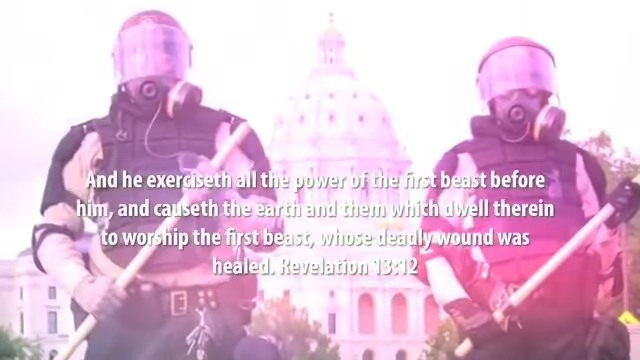 And he exerciseth all the power of the first beast before
him, and causeth the earth and them which dwell therein
to worship the first beast, whose deadly wound was
healed. Revelation 13:12